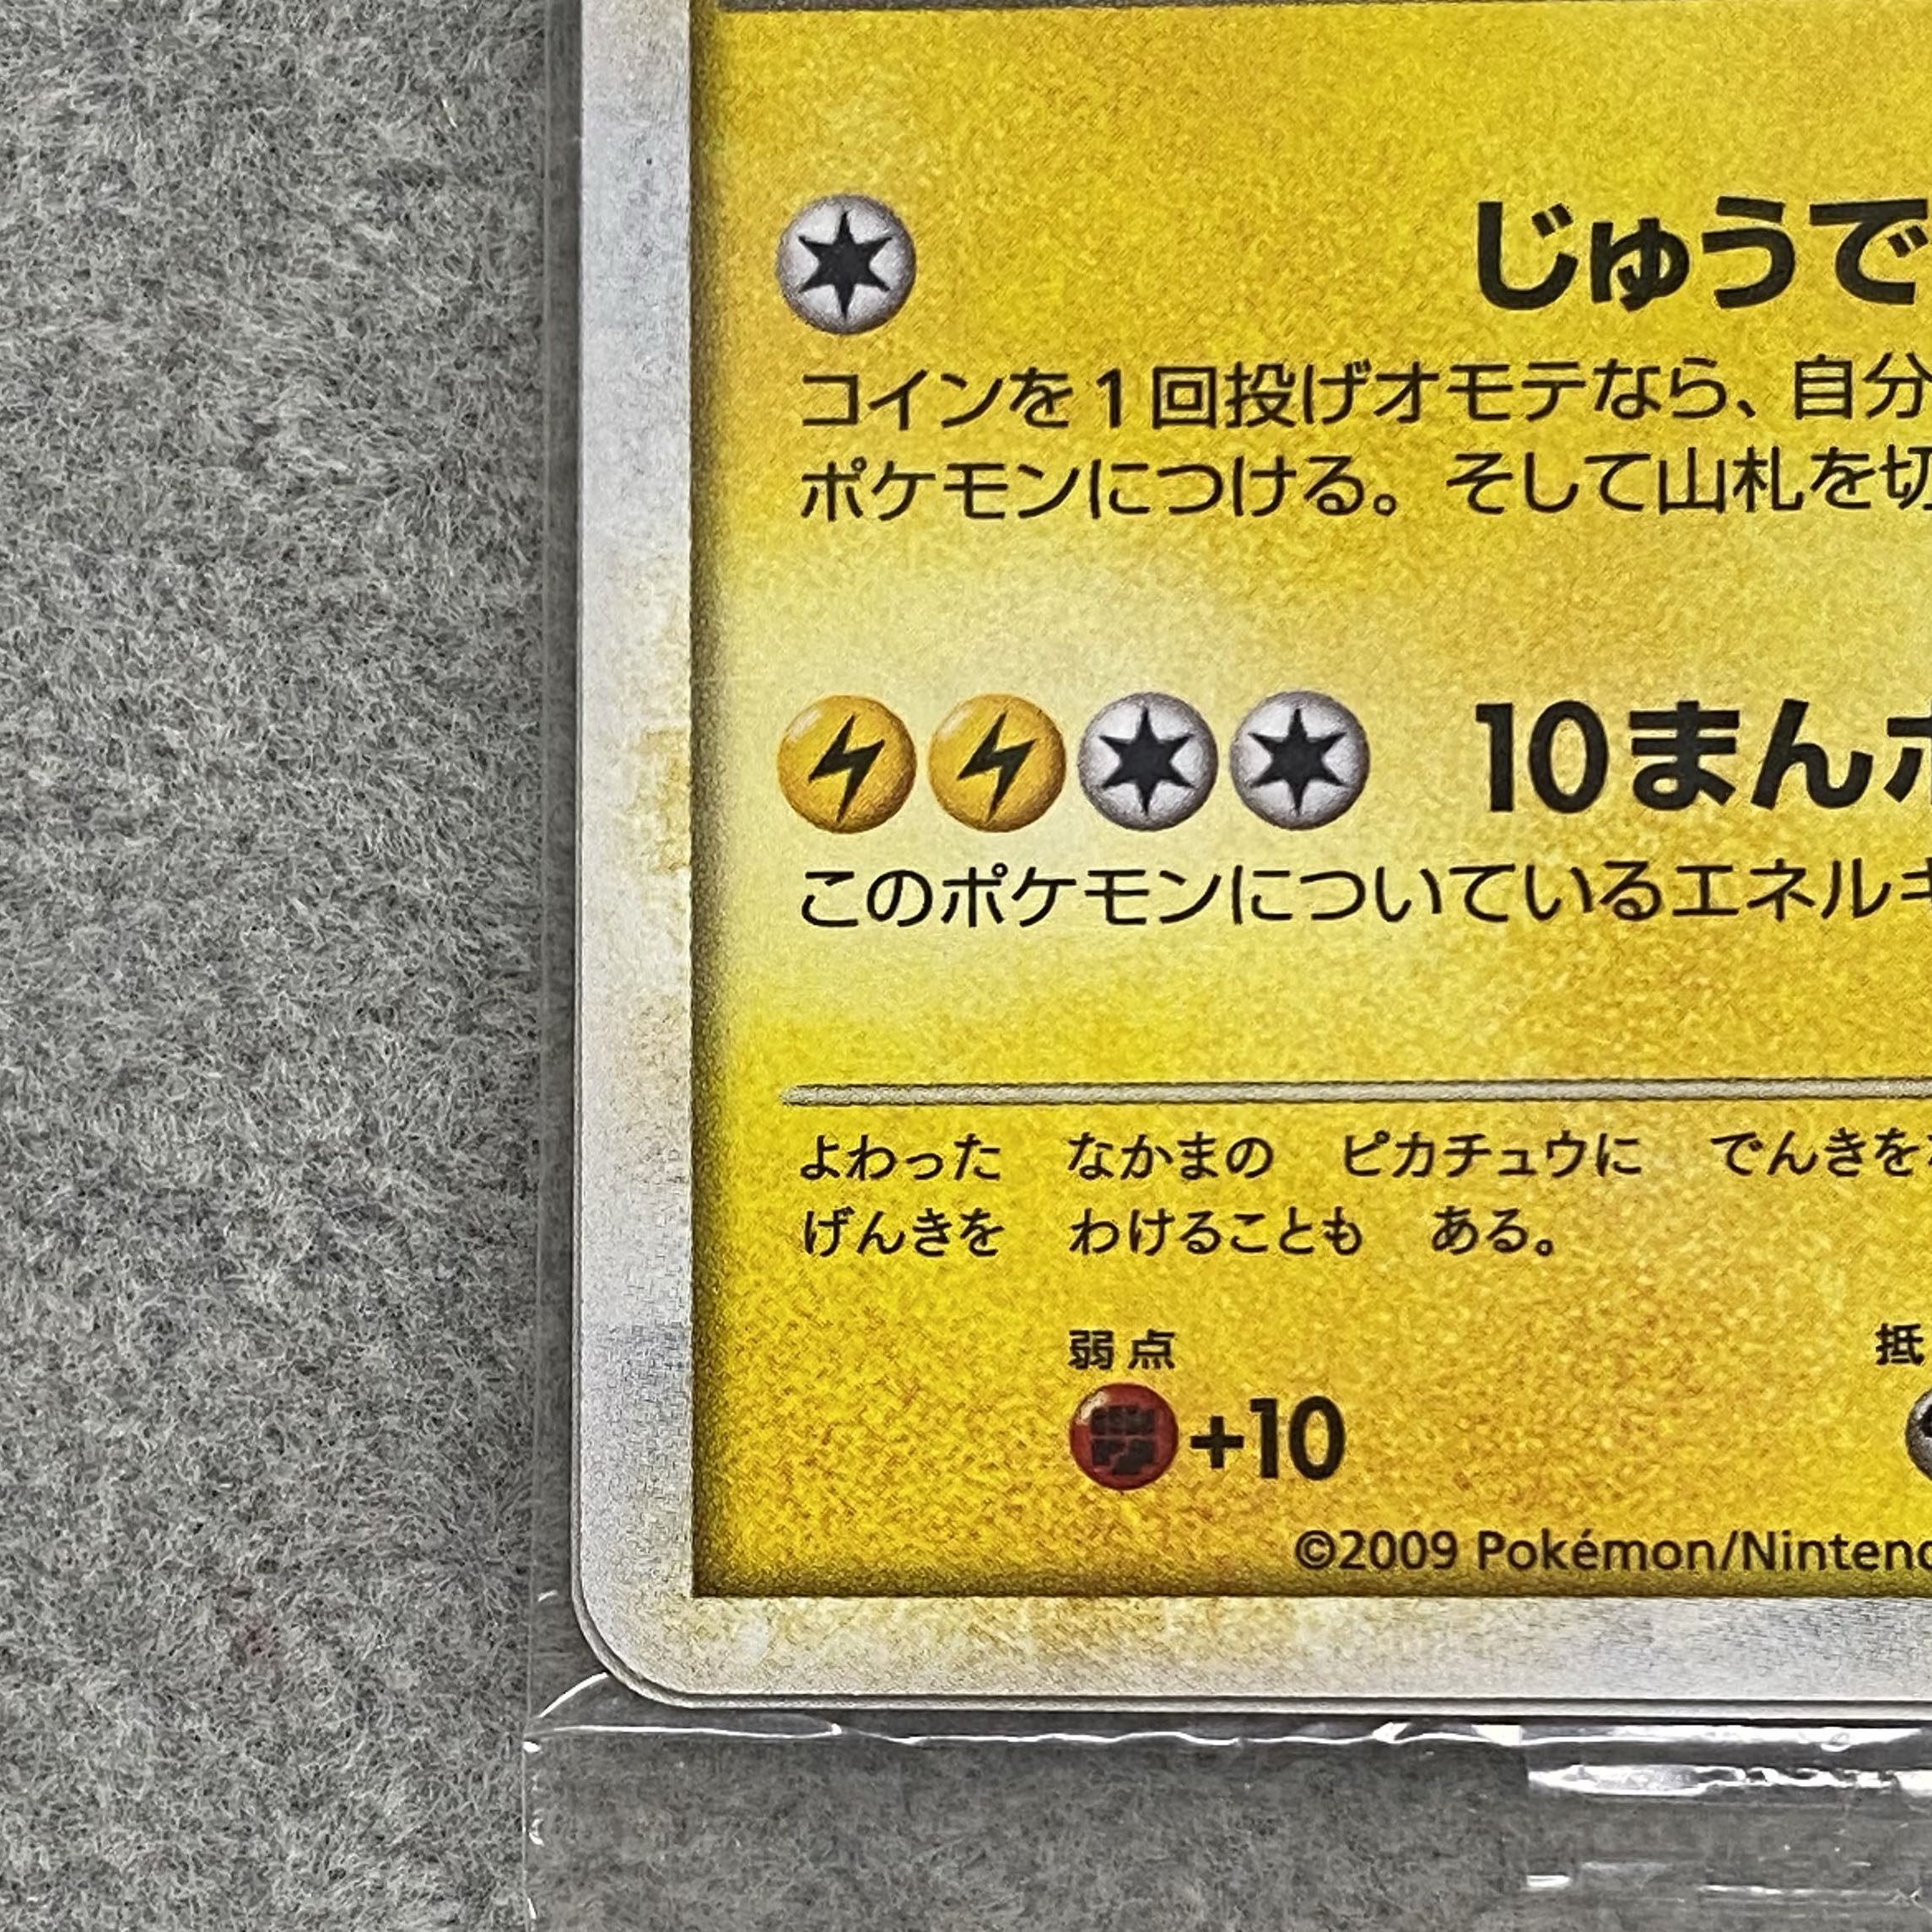 じゅうで
コインを1回投げオモテなら、自分
ポケモンにつける。そして山札を切
10まんボ
このポケモンについているエネルギ
よわった なかまの ピカチュウに でんきを
げんきを わけることも ある。
弱点
抵
+10
©2009 Pokémon/Nintend